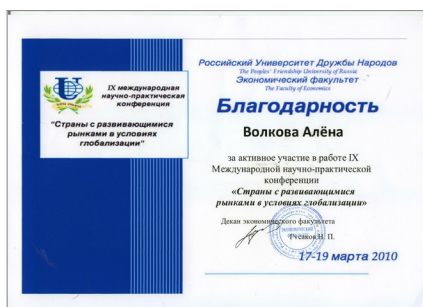 IX международная
научно-практическая
конференция
"Страны с развивающимися
рынками в условиях
глобализации"
Российский Университет Дружбы Народов
The Peoples' Friendship University of Russia
Экономический факультет
The Faculty of Economics
Благодарность
Волкова Алёна
за активное участие в работе IX
Международной научно-практической
конференции
«Страны с развивающимися
рынками в условиях глобализации»
Декан экономического факультета
Гусаков Н. П.
17-19 марта 2010